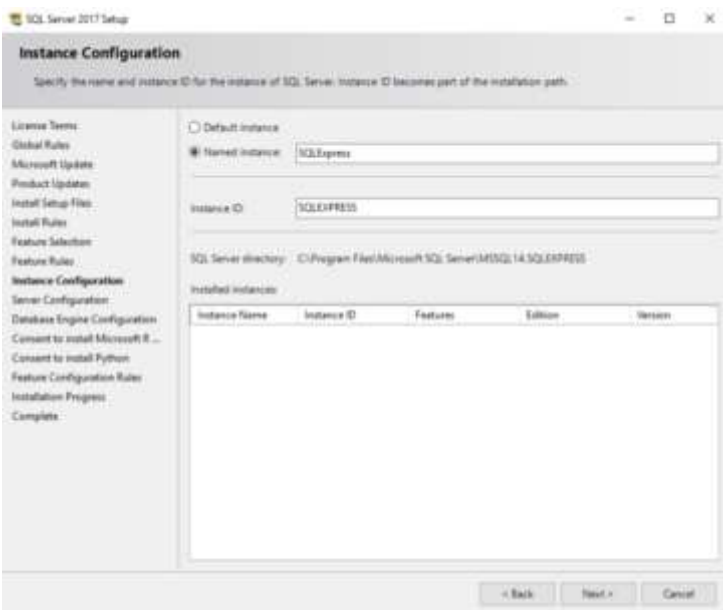 SQL Server 2017 Setup
Instance Configuration
Specify the name and instance ID for the instance of SQL Server. Instance ID becomes part of the installation path.
License Terms
Global Rules
Microsoft Update
Product Updates
Install Setup Files
Install Rules
Feature Selection
Feature Rules
Instance Configuration
Server Configuration
Database Engine Configuration
Consent to install Microsoft R ...
Consent to install Python
Feature Configuration Rules
Installation Progress
Complete
Default instance
Named instance: SQLExpress
Instance ID: SQLEXPRESS
SQL Server directory: C:\Program Files\Microsoft SQL Server\MSSQL14.SQLEXPRESS
Installed instances:
Instance Name Instance ID Features Edition Version
< Back Next > Cancel